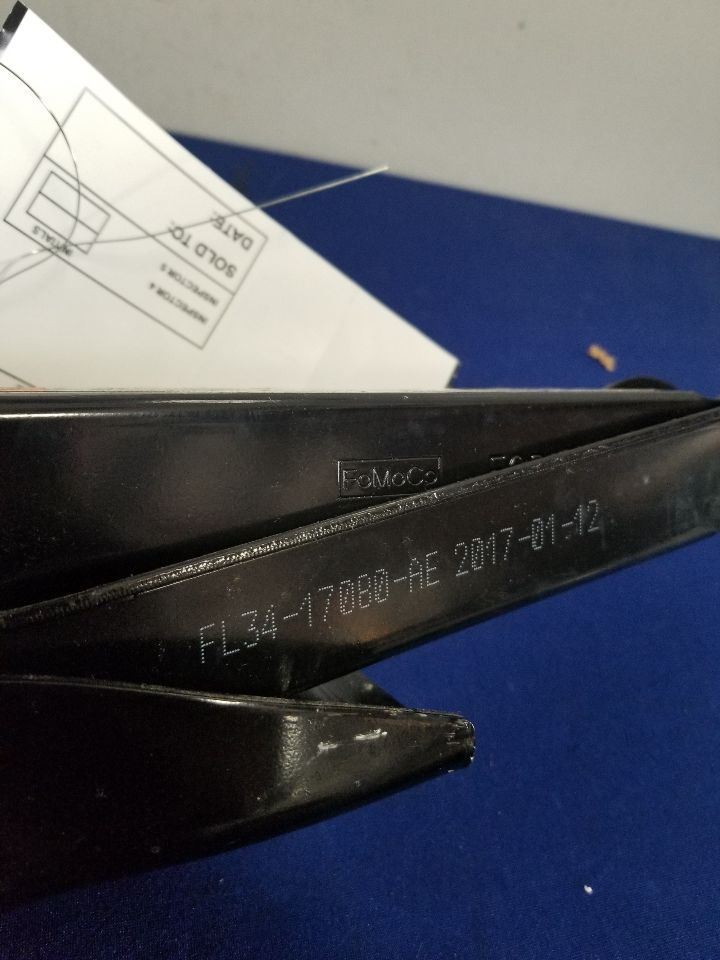 DATE:
SOLD TO:
INITIALS
INSPECTOR 5
INSPECTOR 4
FoMoCo
FL34-17080-AE 2017-01-12